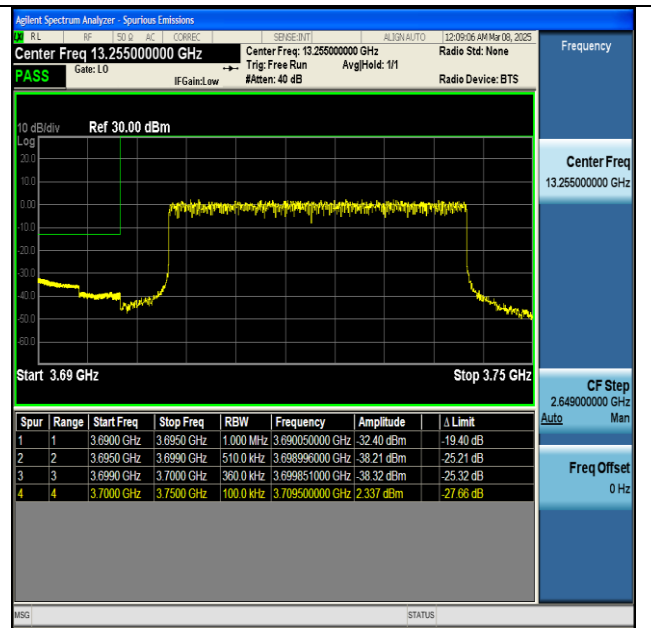 Agilent Spectrum Analyzer - Spurious Emissions
RL RF 50 Ω AC CORREC SENSE:INT ALIGN AUTO 12:09:06 AM Mar 08, 2025
Center Freq 13.255000000 GHz Center Freq: 13.255000000 GHz Radio Std: None
PASS Gate: LO Trig: Free Run Avg|Hold: 1/1
IFGain:Low #Atten: 40 dB Radio Device: BTS
10 dB/div Ref 30.00 dBm
Log
20.0
10.0
0.00
-10.0
-20.0
-30.0
-40.0
-50.0
-60.0
Start 3.69 GHz Stop 3.75 GHz
Spur Range Start Freq Stop Freq RBW Frequency Amplitude Δ Limit
1 1 3.6900 GHz 3.6950 GHz 1.000 MHz 3.690050000 GHz -32.40 dBm -19.40 dB
2 2 3.6950 GHz 3.6990 GHz 510.0 kHz 3.698996000 GHz -38.21 dBm -25.21 dB
3 3 3.6990 GHz 3.7000 GHz 360.0 kHz 3.699851000 GHz -38.32 dBm -25.32 dB
4 4 3.7000 GHz 3.7500 GHz 100.0 kHz 3.709500000 GHz 2.337 dBm -27.66 dB
MSG STATUS
Frequency
Center Freq
13.255000000 GHz
CF Step
2.649000000 GHz
Auto Man
Freq Offset
0 Hz